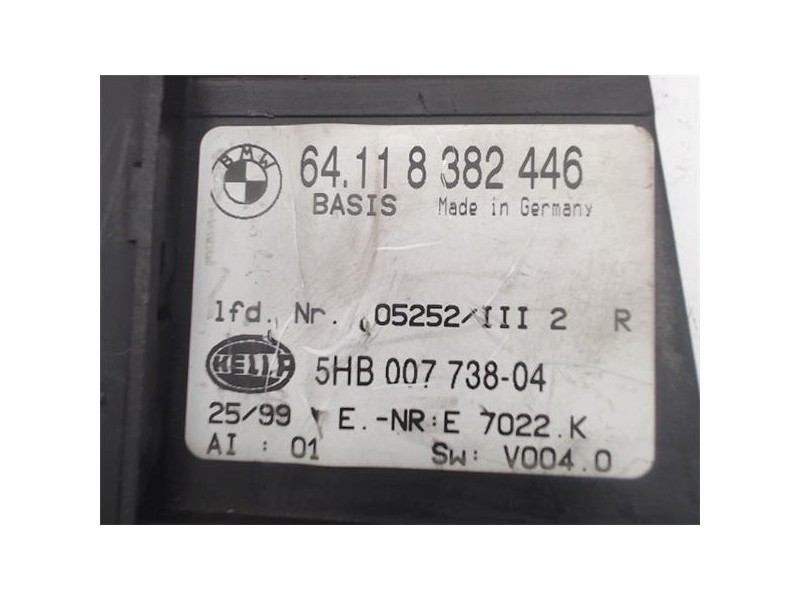 BMW
64.11 8 382 446
BASIS Made in Germany
lfd. Nr. 05252/III 2 R
HELLA 5HB 007 738-04
25/99 E.-NR:E 7022.K
AI : 01 Sw: V004.0